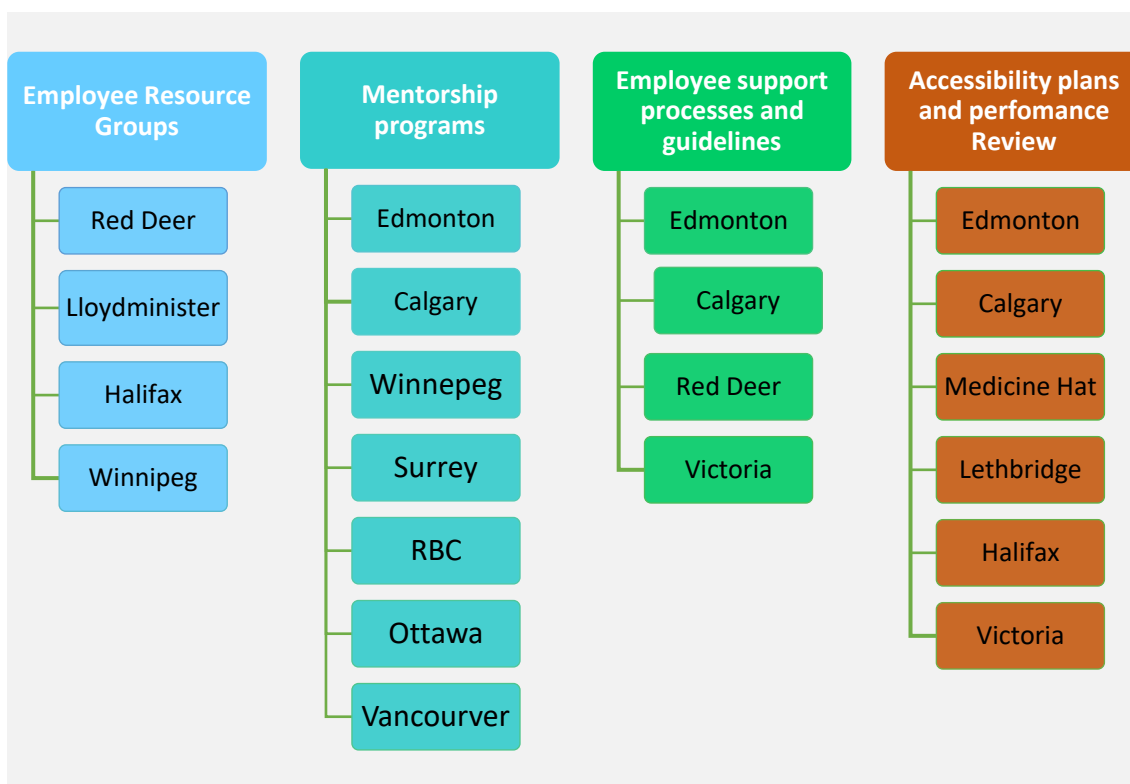 Employee Resource
Groups
Red Deer
Lloydminister
Halifax
Winnipeg
Mentorship
programs
Edmonton
Calgary
Winnepeg
Surrey
RBC
Ottawa
Vancourver
Employee support
processes and
guidelines
Edmonton
Calgary
Red Deer
Victoria
Accessibility plans
and perfomance
Review
Edmonton
Calgary
Medicine Hat
Lethbridge
Halifax
Victoria